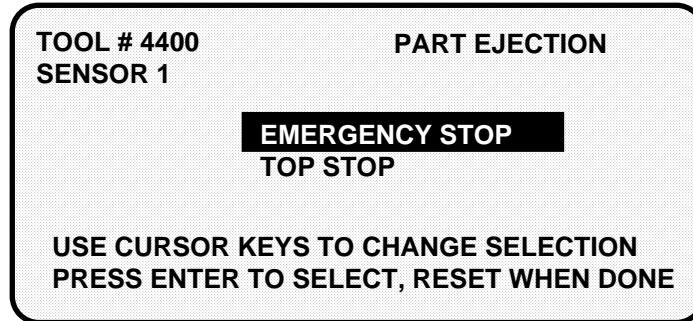 TOOL # 4400 PART EJECTION
SENSOR 1
EMERGENCY STOP
TOP STOP
USE CURSOR KEYS TO CHANGE SELECTION
PRESS ENTER TO SELECT, RESET WHEN DONE